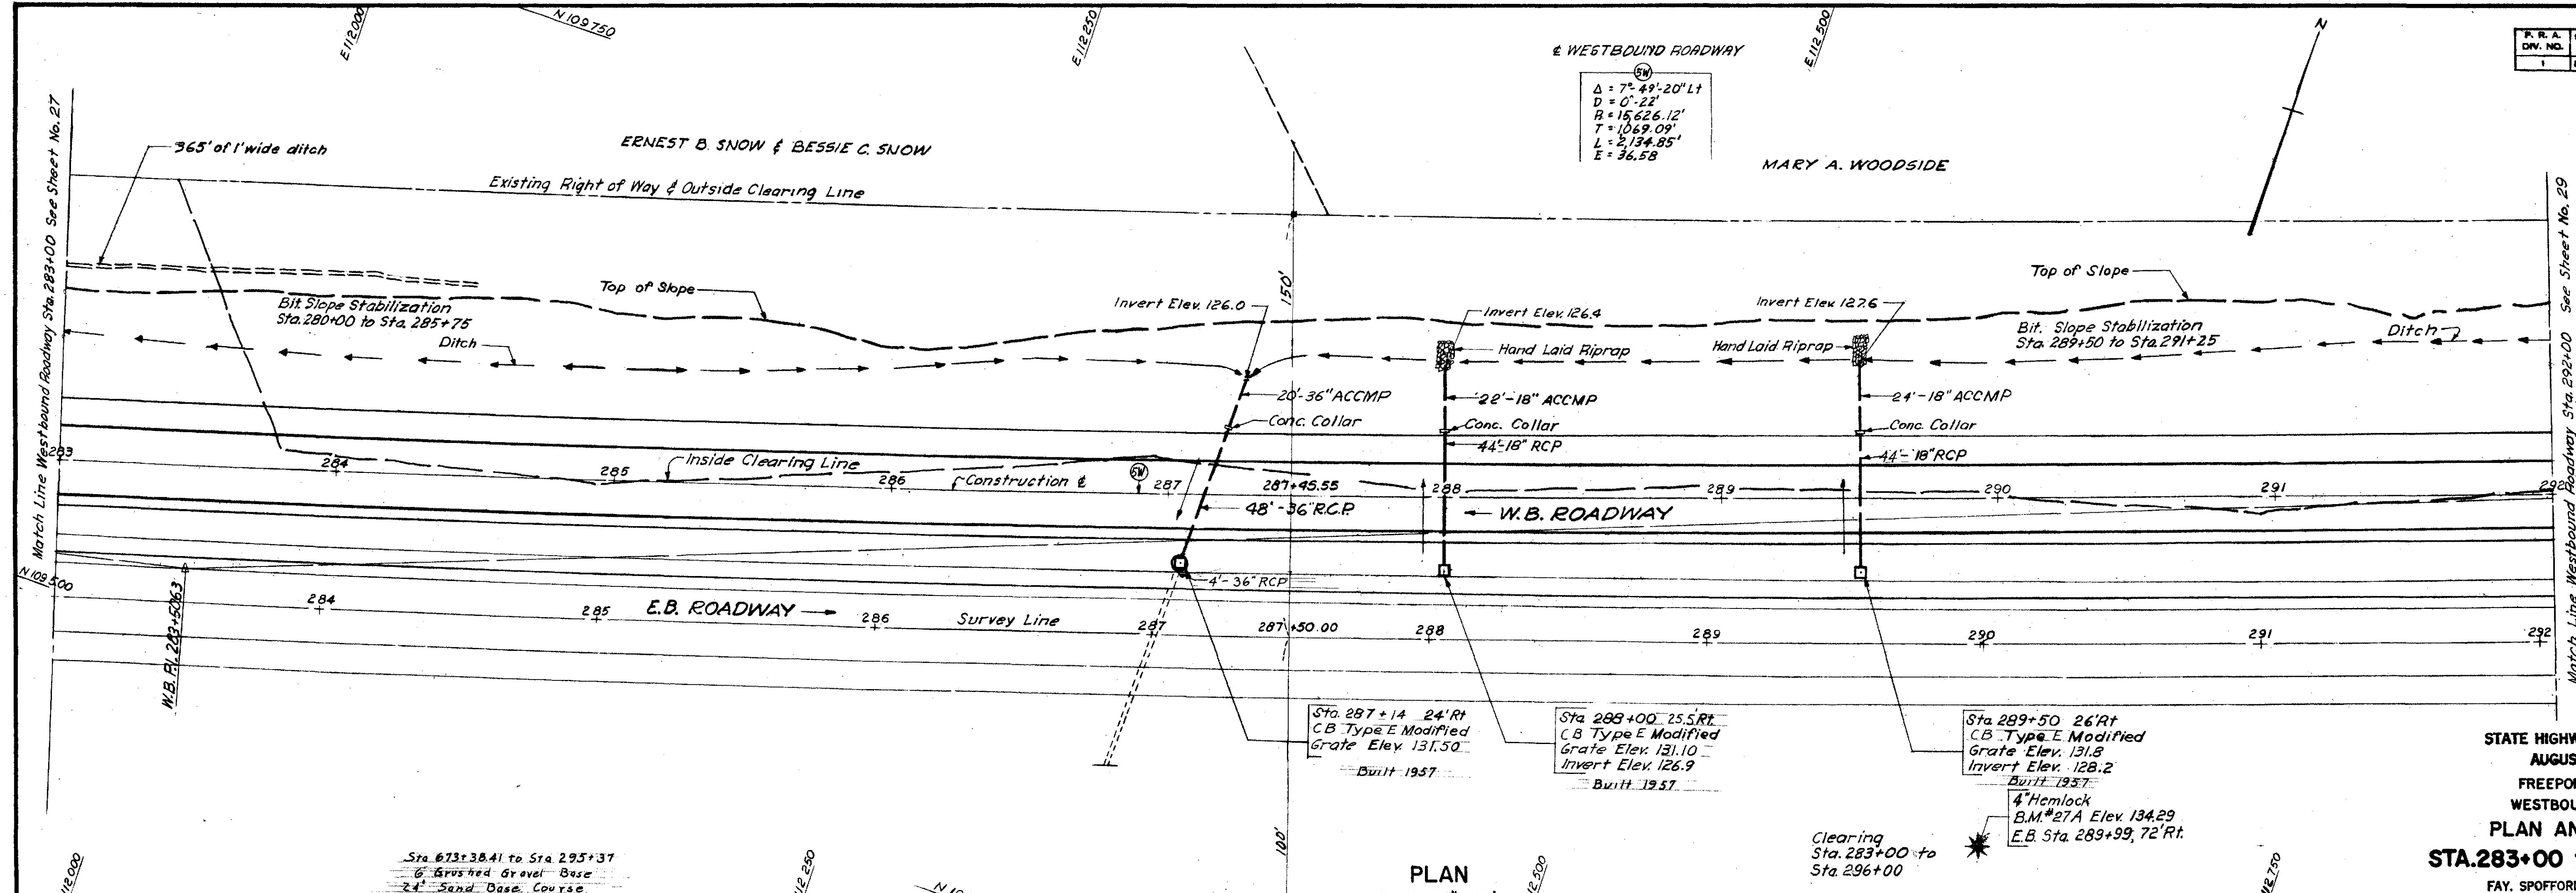 E 112 000
N 109 750
E 112 250
E 112 500
N
P. R. A.
DIV. NO.
1
℄ WESTBOUND ROADWAY
5W
Δ = 7°-49'-20" Lt
D = 0°-22'
R = 15,626.12'
T = 1,069.09'
L = 2,134.85'
E = 36.58
Match Line Westbound Roadway Sta. 283+00 See Sheet No. 27
365' of 1' wide ditch
ERNEST B. SNOW & BESSIE C. SNOW
MARY A. WOODSIDE
Existing Right of Way & Outside Clearing Line
Match Line Westbound Roadway Sta. 292+00 See Sheet No. 29
Top of Slope
150'
Top of Slope
Bit. Slope Stabilization
Sta. 280+00 to Sta. 285+75
Ditch
Invert Elev. 126.0
Invert Elev. 126.4
Invert Elev. 127.6
Hand Laid Riprap
Hand Laid Riprap
Bit. Slope Stabilization
Sta. 289+50 to Sta. 291+25
Ditch
20'-36" ACCMP
22'-18" ACCMP
24'-18" ACCMP
Conc. Collar
Conc. Collar
Conc. Collar
44'-18" RCP
44'-18" RCP
283
284
285
Inside Clearing Line
286
Construction ℄
5W
287
287+45.55
288
289
290
291
292
48'-36" R.C.P.
W.B. ROADWAY
N 109 500
W.B. P.I. 283+50.63
4'-36" RCP
284
285
E.B. ROADWAY
286
Survey Line
287
287+50.00
288
289
290
291
292
Sta. 287+14 24' Rt
CB Type E Modified
Grate Elev. 131.50
Built 1957
Sta 288+00 25.5' Rt.
CB Type E Modified
Grate Elev. 131.10
Invert Elev. 126.9
Built 1957
Sta 289+50 26' Rt
CB Type E Modified
Grate Elev. 131.8
Invert Elev. 128.2
Built 1957
4" Hemlock
B.M. #27A Elev. 134.29
E.B. Sta. 289+99, 72' Rt.
Clearing
Sta. 283+00 to
Sta. 296+00
STATE HIGHW
AUGUS
FREEPO
WESTBOU
PLAN AN
STA.283+00
FAY, SPOFFOR
Sta 673+38.41 to Sta 295+37
6" Crushed Gravel Base
24" Sand Base Course
100'
PLAN
112 000
112 250
N 10
112 500
112 750